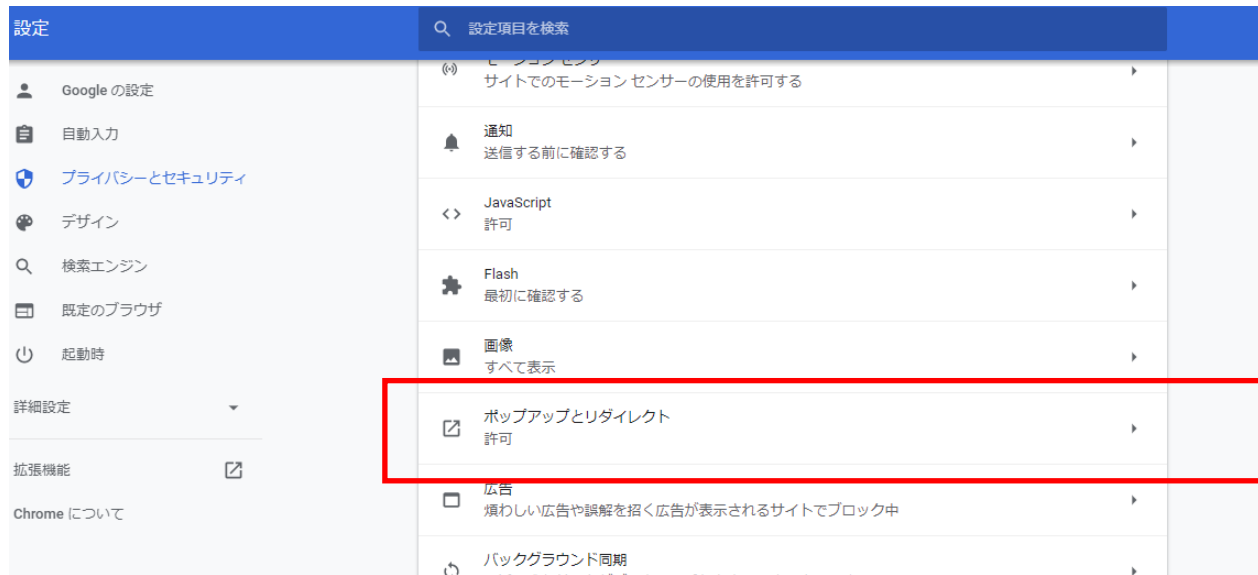 設定
設定項目を検索
Google の設定
自動入力
プライバシーとセキュリティ
デザイン
検索エンジン
既定のブラウザ
起動時
詳細設定
拡張機能
Chrome について
モーション センサー
サイトでのモーション センサーの使用を許可する
通知
送信する前に確認する
JavaScript
許可
Flash
最初に確認する
画像
すべて表示
ポップアップとリダイレクト
許可
広告
煩わしい広告や誤解を招く広告が表示されるサイトでブロック中
バックグラウンド同期